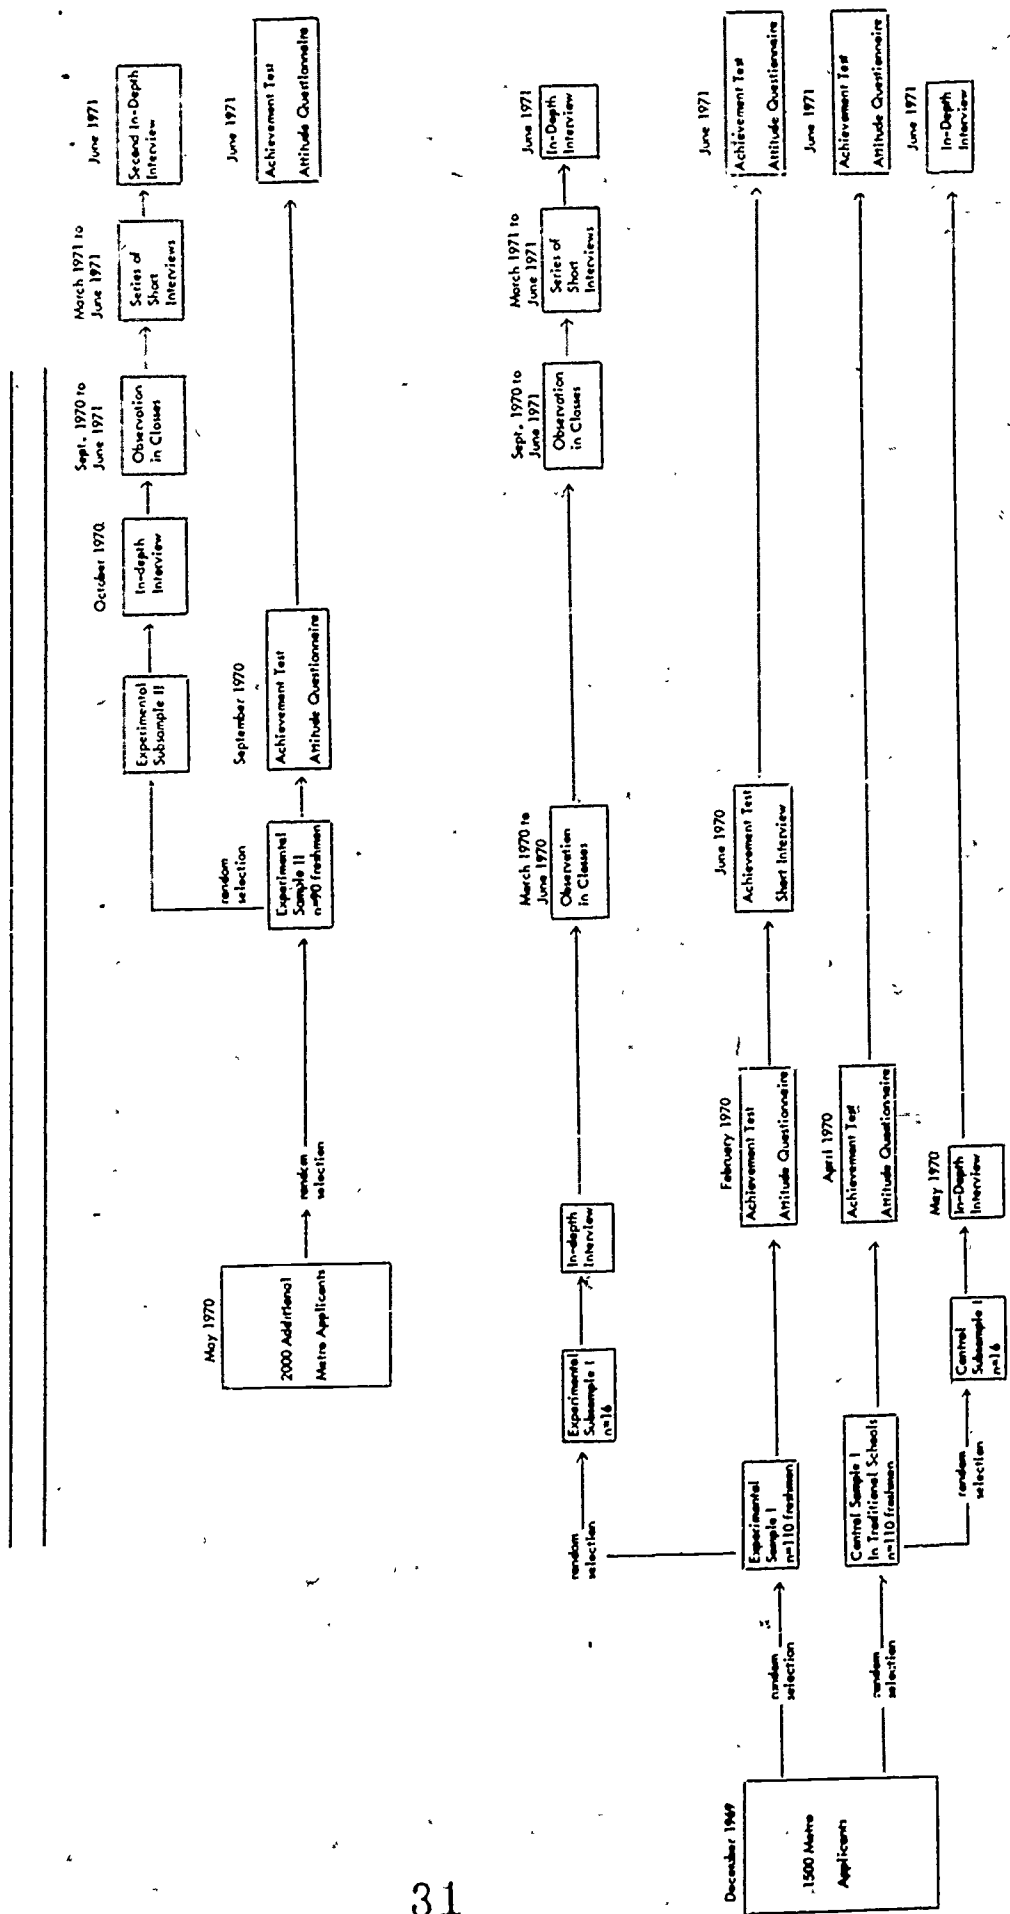 May 1970
2000 Additional
Metro Applicants
random
selection
Experimental
Sample II
n=90 freshmen
random
selection
Experimental
Subsample II
October 1970
In-depth
Interview
Sept. 1970 to
June 1971
Observation
in Classes
March 1971 to
June 1971
Series of
Short
Interviews
June 1971
Second In-Depth
Interview
September 1970
Achievement Test
Attitude Questionnaire
June 1971
Achievement Test
Attitude Questionnaire
random
selection
Experimental
Subsample I
n=16
In-depth
Interview
March 1970 to
June 1970
Observation
in Classes
Sept. 1970 to
June 1971
Observation
in Classes
March 1971 to
June 1971
Series of
Short
Interviews
June 1971
In-Depth
Interview
December 1969
1500 Metro
Applicants
random
selection
Experimental
Sample I
n=110 freshmen
February 1970
Achievement Test
Attitude Questionnaire
June 1970
Achievement Test
Short Interview
June 1971
Achievement Test
Attitude Questionnaire
random
selection
Control Sample I
In Traditional Schools
n=110 freshmen
April 1970
Achievement Test
Attitude Questionnaire
June 1971
Achievement Test
Attitude Questionnaire
random
selection
Control
Subsample I
n=16
May 1970
In-Depth
Interview
June 1971
In-Depth
Interview
31